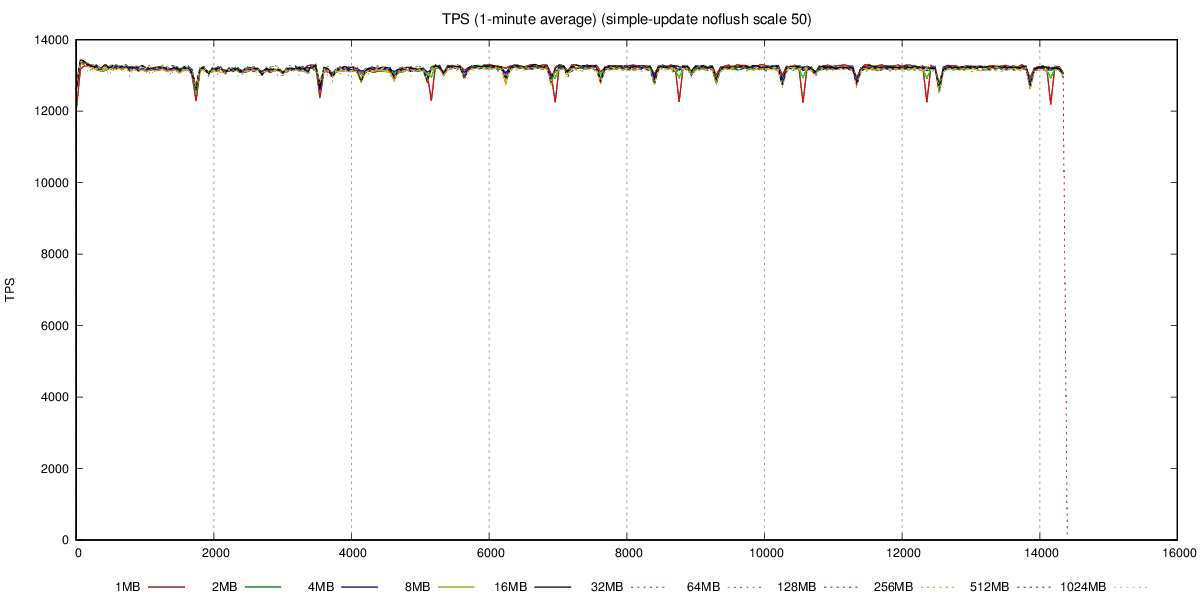 TPS (1-minute average) (simple-update noflush scale 50)
14000
12000
10000
8000
TPS
6000
4000
2000
0
0 2000 4000 6000 8000 10000 12000 14000 16000
1MB 2MB 4MB 8MB 16MB 32MB 64MB 128MB 256MB 512MB 1024MB